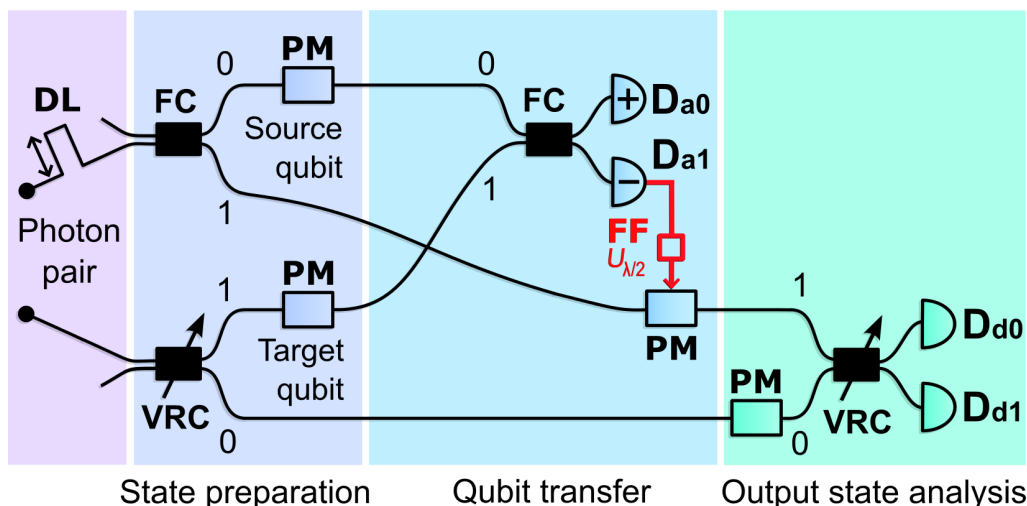 DL
Photon
pair
FC
0
PM
Source
qubit
1
1
PM
Target
qubit
VRC
0
0
FC
1
+
Da0
−
Da1
FF
Uλ/2
PM
1
PM
0
VRC
Dd0
Dd1
State preparation
Qubit transfer
Output state analysis